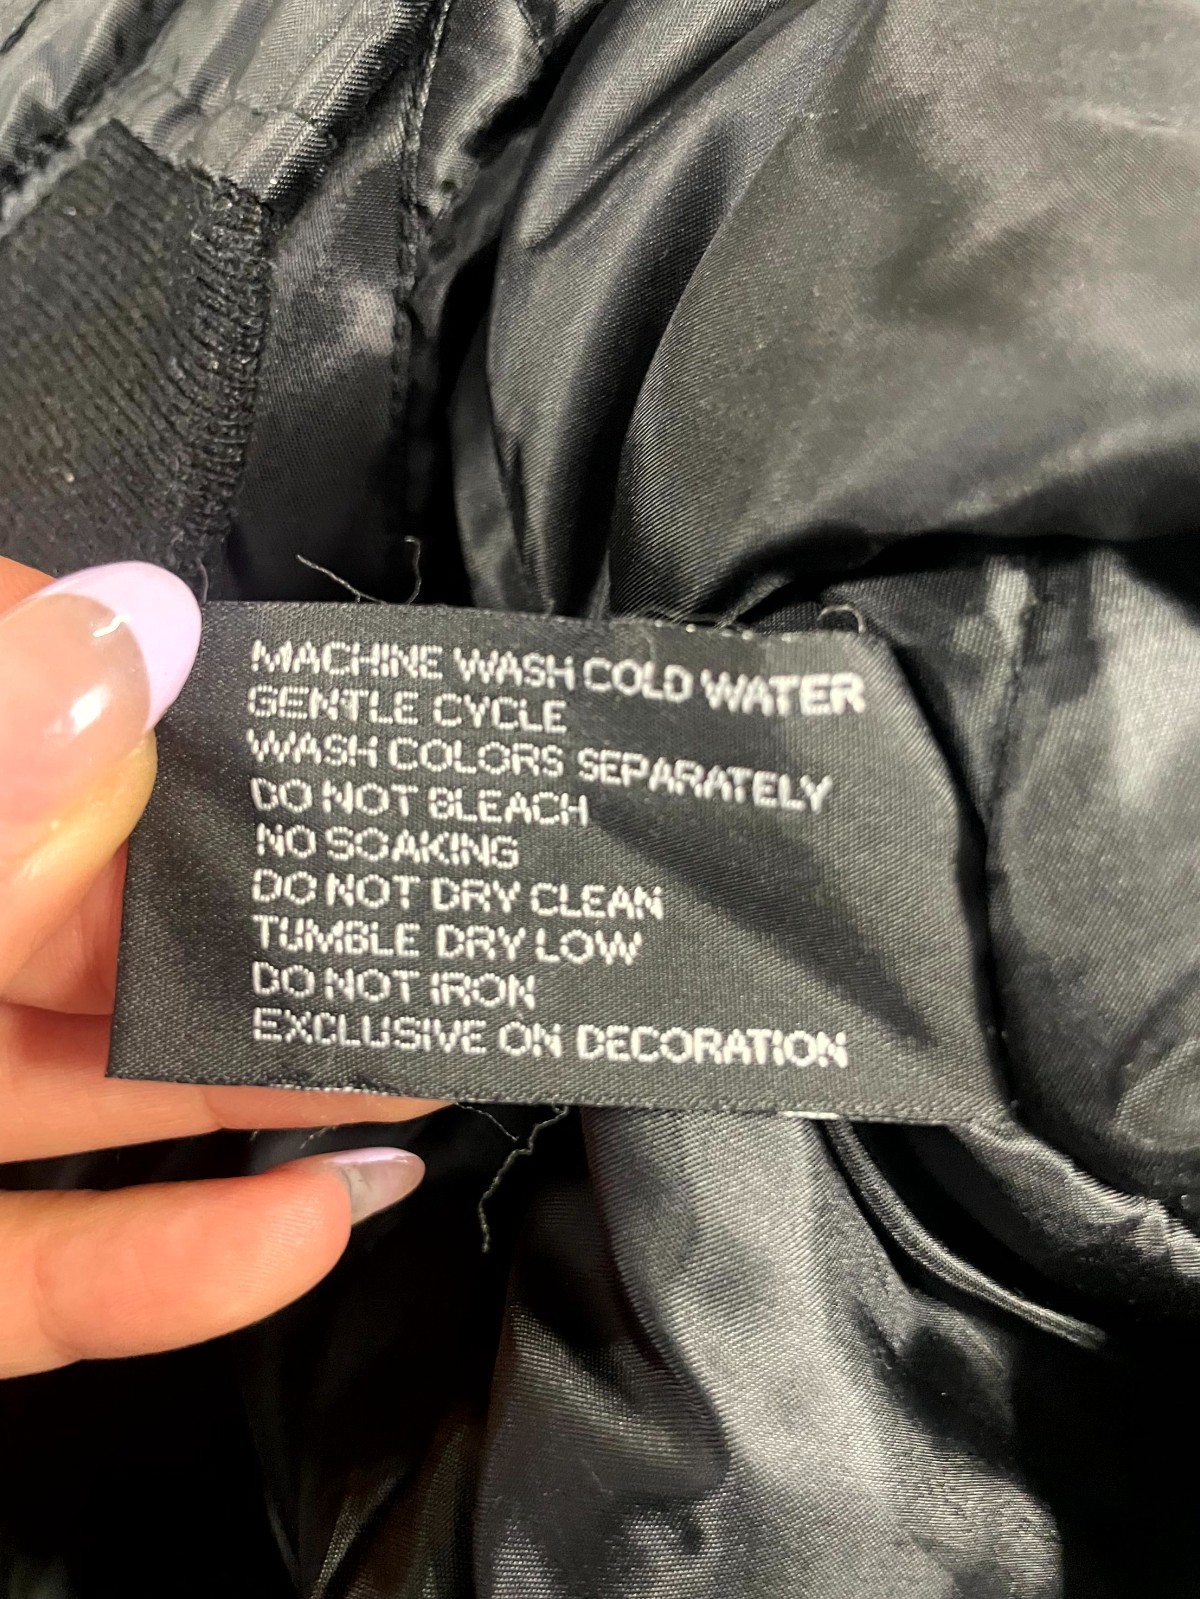 MACHINE WASH COLD WATER
GENTLE CYCLE
WASH COLORS SEPARATELY
DO NOT BLEACH
NO SOAKING
DO NOT DRY CLEAN
TUMBLE DRY LOW
DO NOT IRON
EXCLUSIVE ON DECORATION